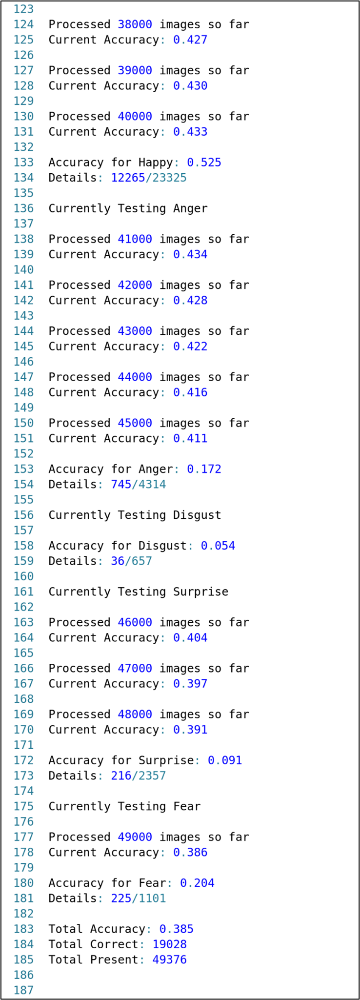 123
124 Processed 38000 images so far
125 Current Accuracy: 0.427
126
127 Processed 39000 images so far
128 Current Accuracy: 0.430
129
130 Processed 40000 images so far
131 Current Accuracy: 0.433
132
133 Accuracy for Happy: 0.525
134 Details: 12265/23325
135
136 Currently Testing Anger
137
138 Processed 41000 images so far
139 Current Accuracy: 0.434
140
141 Processed 42000 images so far
142 Current Accuracy: 0.428
143
144 Processed 43000 images so far
145 Current Accuracy: 0.422
146
147 Processed 44000 images so far
148 Current Accuracy: 0.416
149
150 Processed 45000 images so far
151 Current Accuracy: 0.411
152
153 Accuracy for Anger: 0.172
154 Details: 745/4314
155
156 Currently Testing Disgust
157
158 Accuracy for Disgust: 0.054
159 Details: 36/657
160
161 Currently Testing Surprise
162
163 Processed 46000 images so far
164 Current Accuracy: 0.404
165
166 Processed 47000 images so far
167 Current Accuracy: 0.397
168
169 Processed 48000 images so far
170 Current Accuracy: 0.391
171
172 Accuracy for Surprise: 0.091
173 Details: 216/2357
174
175 Currently Testing Fear
176
177 Processed 49000 images so far
178 Current Accuracy: 0.386
179
180 Accuracy for Fear: 0.204
181 Details: 225/1101
182
183 Total Accuracy: 0.385
184 Total Correct: 19028
185 Total Present: 49376
186
187